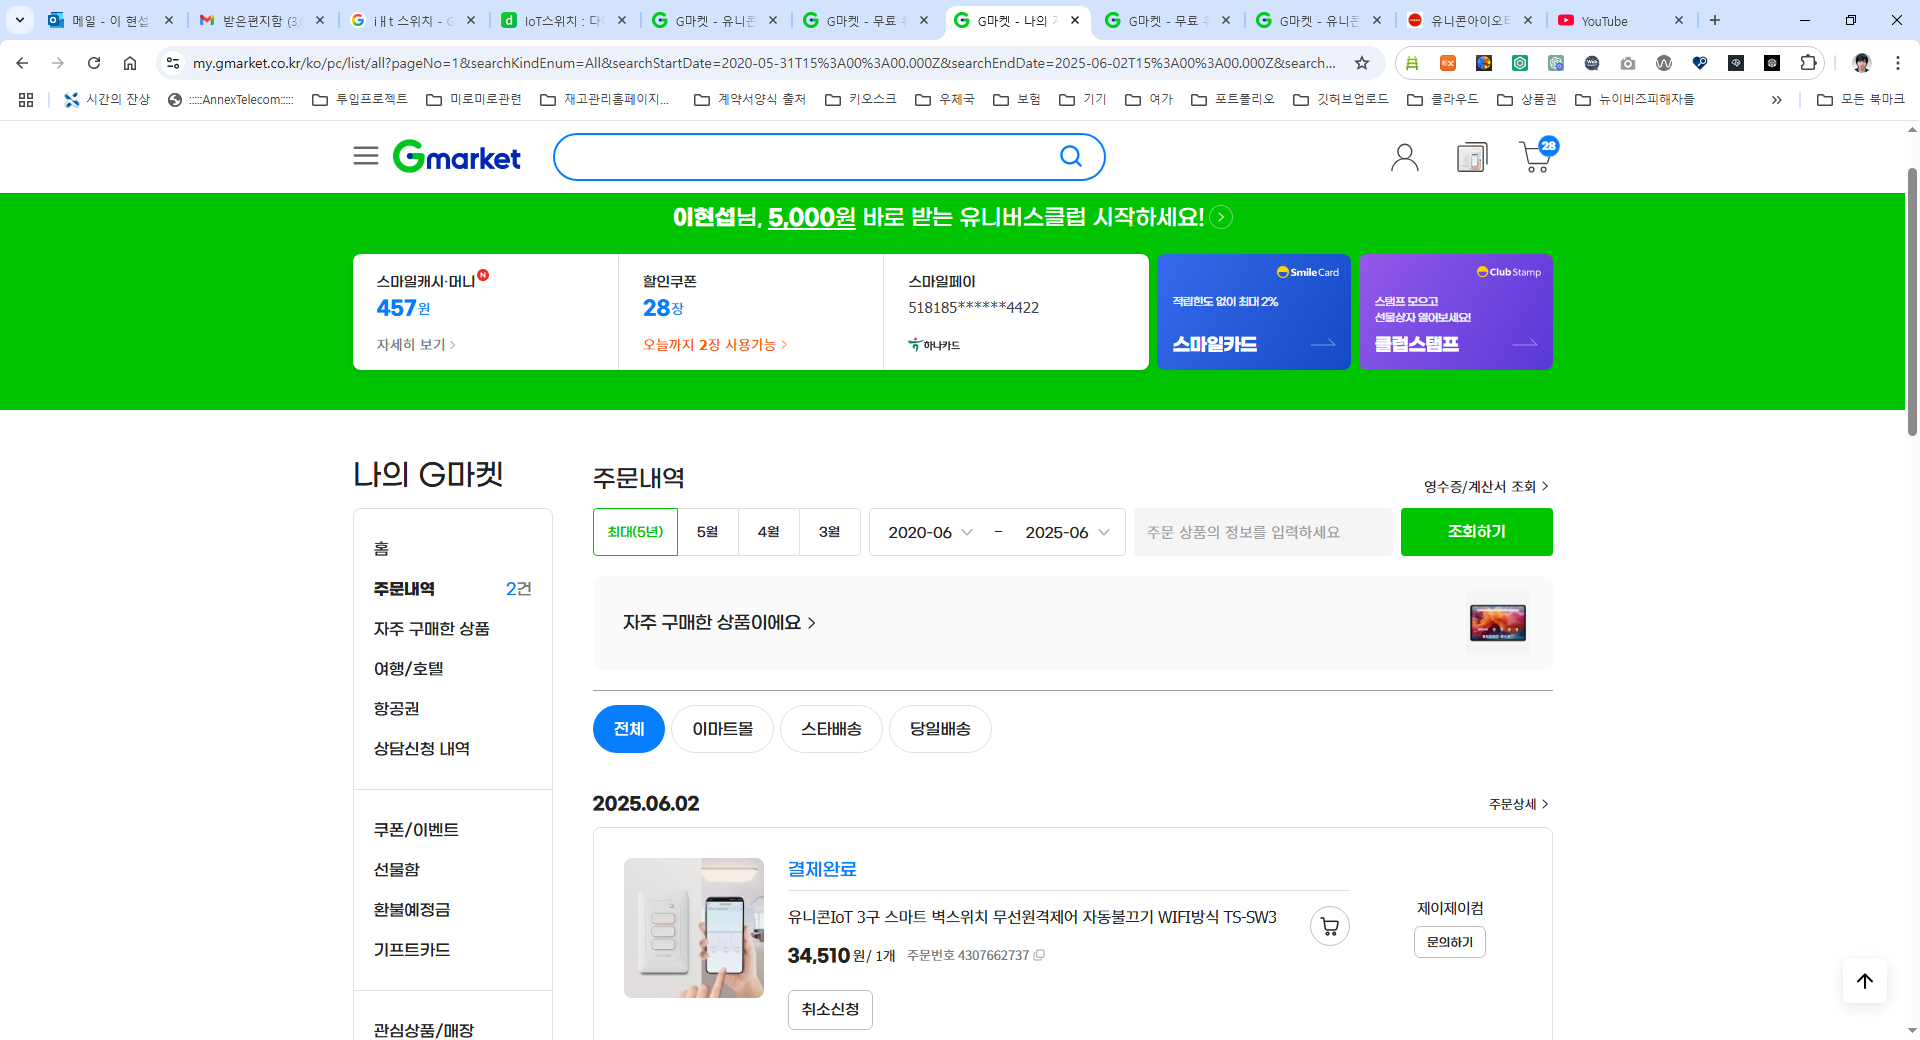 메일 - 이 현섭
받은편지함 (3,
IoT스위치 : 다
G마켓 - 유니콘
G마켓 - 무료
G마켓 - 나의
G마켓 - 무료
G마켓 - 유니콘
유니콘아이오
YouTube
my.gmarket.co.kr/ko/pc/list/all?pageNo=1&searchKindEnum=All&searchStartDate=2020-05-31T15%3A00%3A00.000Z&searchEndDate=2025-06-02T15%3A00%3A00.000Z&search...
시간의 잔상
:::::AnnexTelecom:::::
투입프로젝트
미로미로관련
재고관리홈페이지...
계약서양식 출처
키오스크
우체국
보험
기기
여가
포트폴리오
깃허브업로드
클라우드
상품권
뉴이비즈피해자들
모든 북마크
Gmarket
28
이현섭님, 5,000원 바로 받는 유니버스클럽 시작하세요!
스마일캐시·머니 N
457원
자세히 보기
할인쿠폰
28장
오늘까지 2장 사용가능
스마일페이
518185******4422
하나카드
SmileCard
적립한도 없이 최대 2%
스마일카드
Club Stamp
스탬프 모으고
선물상자 열어보세요!
클럽스탬프
나의 G마켓
홈
주문내역 2건
자주 구매한 상품
여행/호텔
항공권
상담신청 내역
쿠폰/이벤트
선물함
환불예정금
기프트카드
관심상품/매장
주문내역
영수증/계산서 조회
최대(5년)
5월
4월
3월
2020-06 - 2025-06
주문 상품의 정보를 입력하세요
조회하기
자주 구매한 상품이에요
전체
이마트몰
스타배송
당일배송
2025.06.02
주문상세
결제완료
유니콘IoT 3구 스마트 벽스위치 무선원격제어 자동불끄기 WIFI방식 TS-SW3
34,510원/ 1개 주문번호 4307662737
취소신청
제이제이컴
문의하기